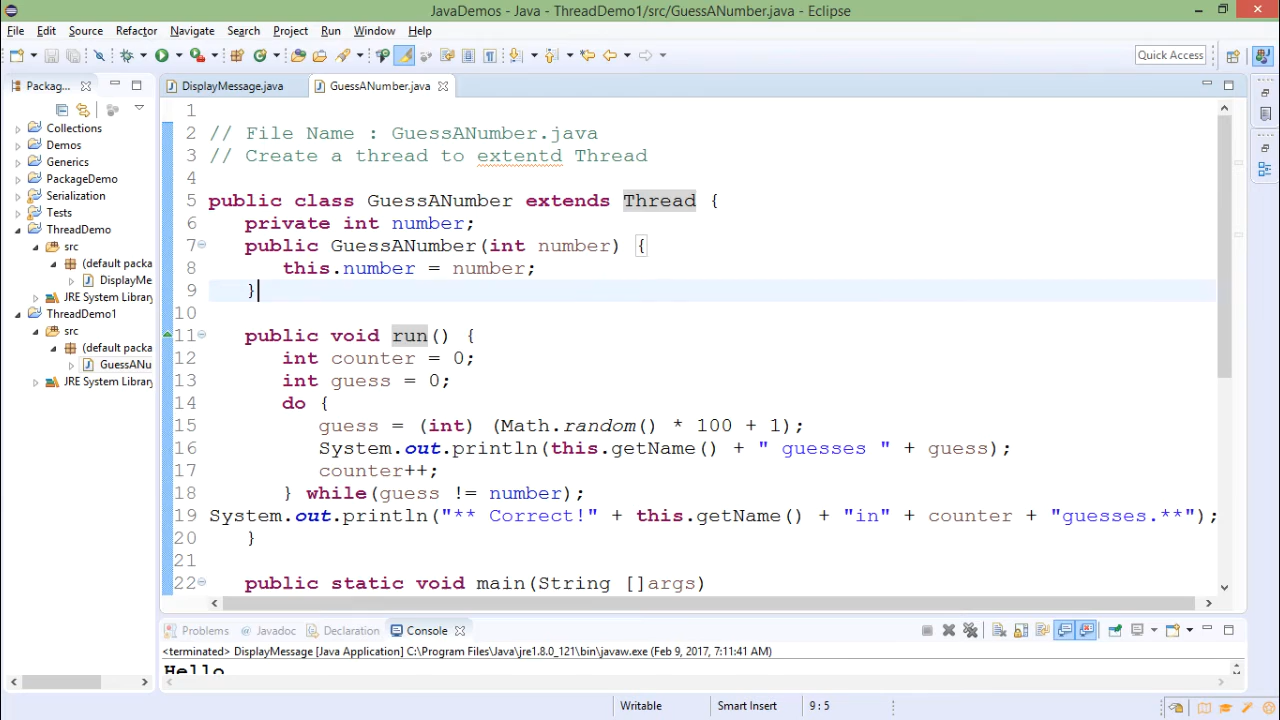 JavaDemos - Java - ThreadDemo1/src/GuessANumber.java - Eclipse
File Edit Source Refactor Navigate Search Project Run Window Help
Quick Access
Packag...
DisplayMessage.java
GuessANumber.java
Collections
Demos
Generics
PackageDemo
Serialization
Tests
ThreadDemo
src
(default packa
DisplayMe
JRE System Library
ThreadDemo1
src
(default packa
GuessANu
JRE System Library
1
2 // File Name : GuessANumber.java
3 // Create a thread to extentd Thread
4
5 public class GuessANumber extends Thread {
6 private int number;
7 public GuessANumber(int number) {
8 this.number = number;
9 }
10
11 public void run() {
12 int counter = 0;
13 int guess = 0;
14 do {
15 guess = (int) (Math.random() * 100 + 1);
16 System.out.println(this.getName() + " guesses " + guess);
17 counter++;
18 } while(guess != number);
19 System.out.println("** Correct!" + this.getName() + "in" + counter + "guesses.**");
20 }
21
22 public static void main(String []args)
Problems @ Javadoc Declaration Console
<terminated> DisplayMessage [Java Application] C:\Program Files\Java\jre1.8.0_121\bin\javaw.exe (Feb 9, 2017, 7:11:41 AM)
Hello
Writable Smart Insert 9 : 5